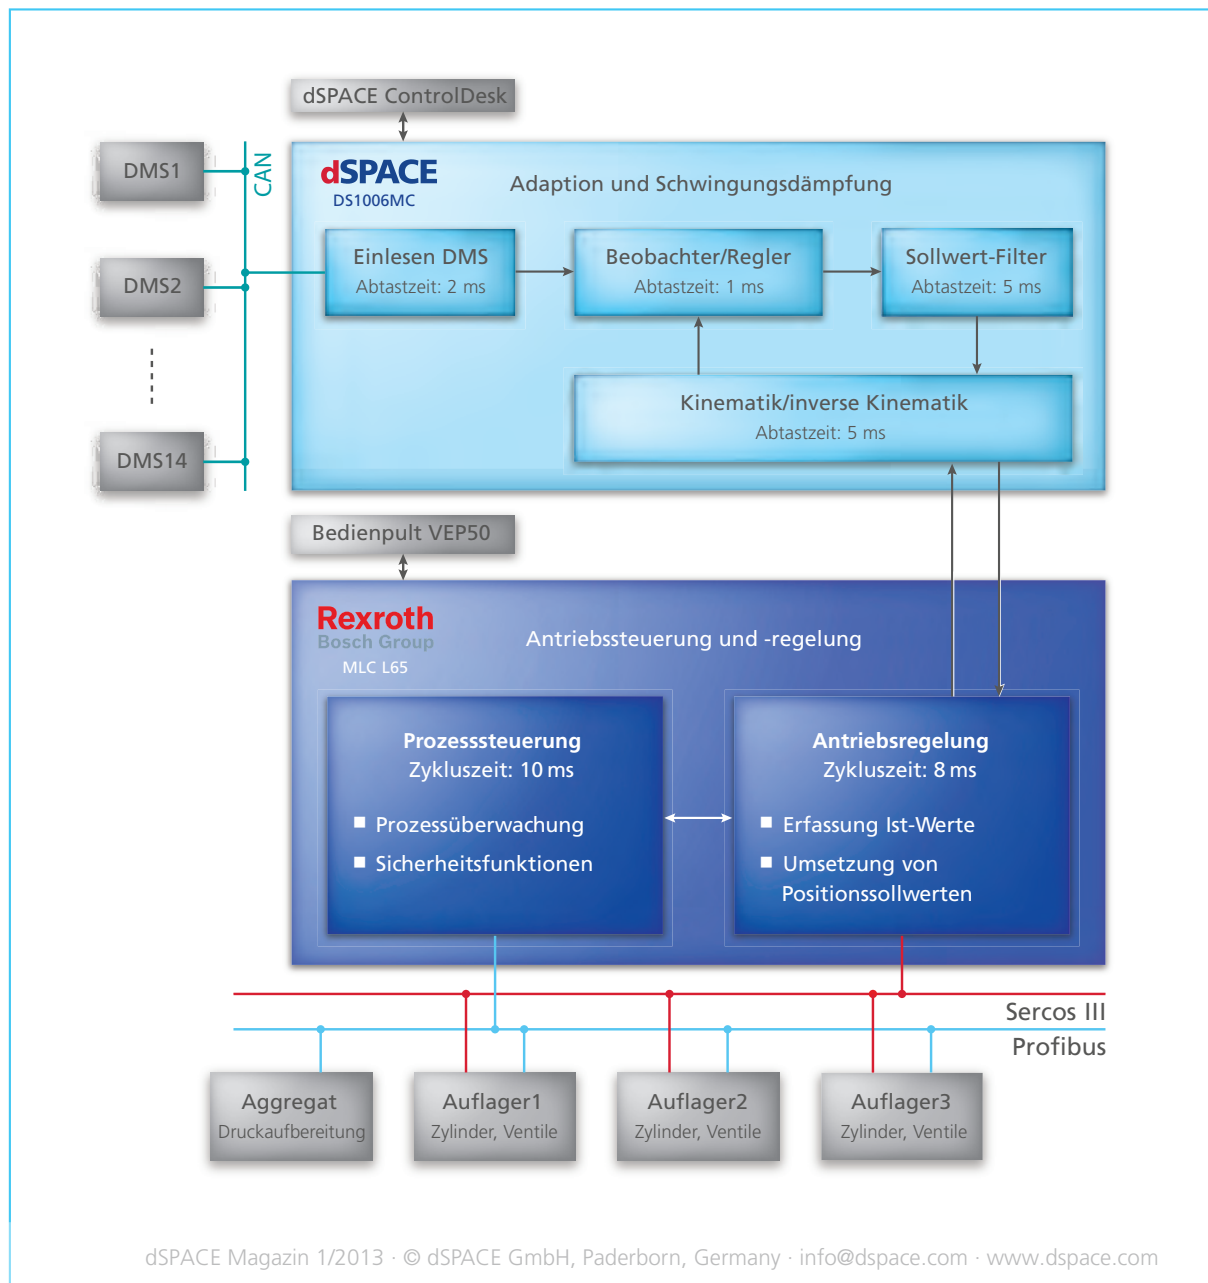 dSPACE ControlDesk
DMS1
DMS2
DMS14
CAN
dSPACE
DS1006MC
Adaption und Schwingungsdämpfung
Einlesen DMS
Abtastzeit: 2 ms
Beobachter/Regler
Abtastzeit: 1 ms
Sollwert-Filter
Abtastzeit: 5 ms
Kinematik/inverse Kinematik
Abtastzeit: 5 ms
Bedienpult VEP50
Rexroth
Bosch Group
MLC L65
Antriebssteuerung und -regelung
Prozesssteuerung
Zykluszeit: 10 ms
Prozessüberwachung
Sicherheitsfunktionen
Antriebsregelung
Zykluszeit: 8 ms
Erfassung Ist-Werte
Umsetzung von
Positionssollwerten
Sercos III
Profibus
Aggregat
Druckaufbereitung
Auflager1
Zylinder, Ventile
Auflager2
Zylinder, Ventile
Auflager3
Zylinder, Ventile
dSPACE Magazin 1/2013 · © dSPACE GmbH, Paderborn, Germany · info@dspace.com · www.dspace.com